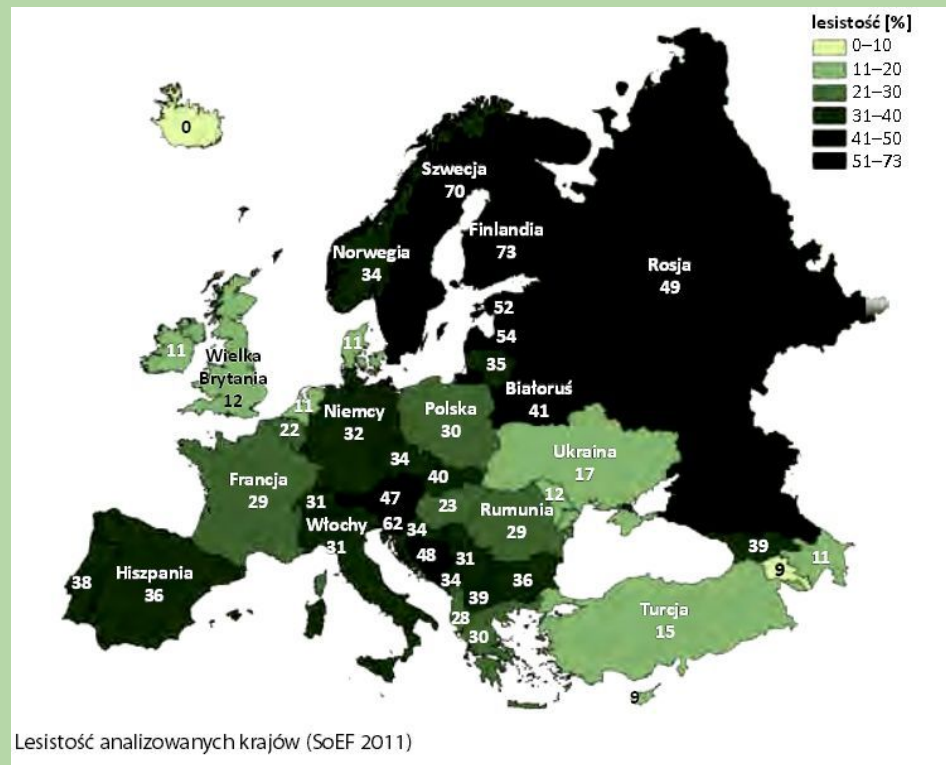 lesistość [%]
0–10
11–20
21–30
31–40
41–50
51–73
0
Szwecja
70
Finlandia
73
Norwegia
34
Rosja
49
52
54
11
35
11
Wielka
Brytania
12
Białoruś
41
11
Niemcy
32
Polska
30
22
Ukraina
17
34
40
Francja
29
47
12
31
23
Rumunia
29
Włochy
31
62
34
48
31
39
11
9
38
Hiszpania
36
34
36
39
28
30
Turcja
15
9
Lesistość analizowanych krajów (SoEF 2011)